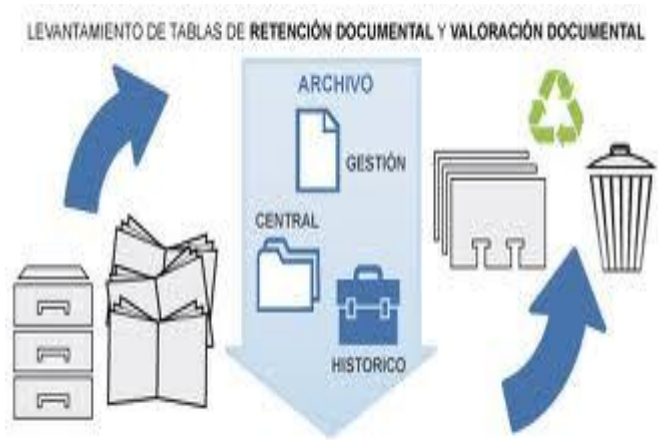 LEVANTAMIENTO DE TABLAS DE RETENCIÓN DOCUMENTAL Y VALORACIÓN DOCUMENTAL
ARCHIVO
GESTIÓN
CENTRAL
HISTORICO